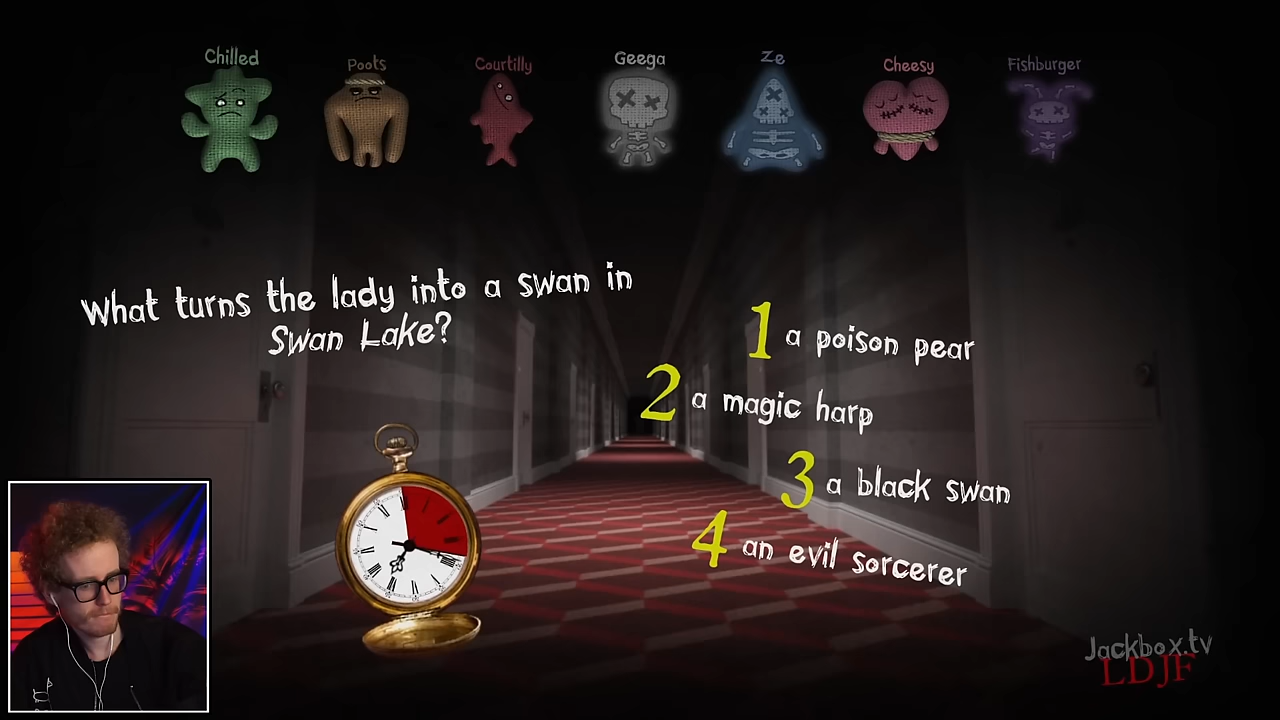 Chilled
Poots
Courtilly
Geega
Ze
Cheesy
Fishburger
What turns the lady into a swan in
Swan Lake?
1 a poison pear
2 a magic harp
3 a black swan
4 an evil sorcerer
Jackbox.tv
LDJF